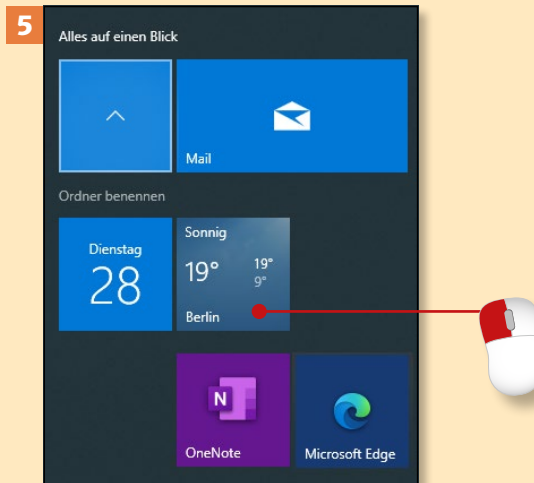 5
Alles auf einen Blick
Mail
Ordner benennen
Dienstag
28
Sonnig
19° 19°
9°
Berlin
N
OneNote
Microsoft Edge